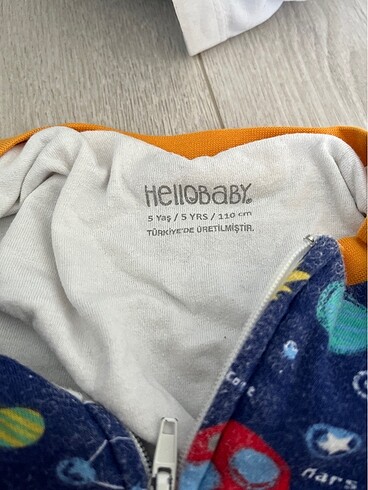 HelloBaby
5 Yaş / 5 YRS / 110 cm
TÜRKİYE'DE ÜRETİLMİŞTİR.
Mars